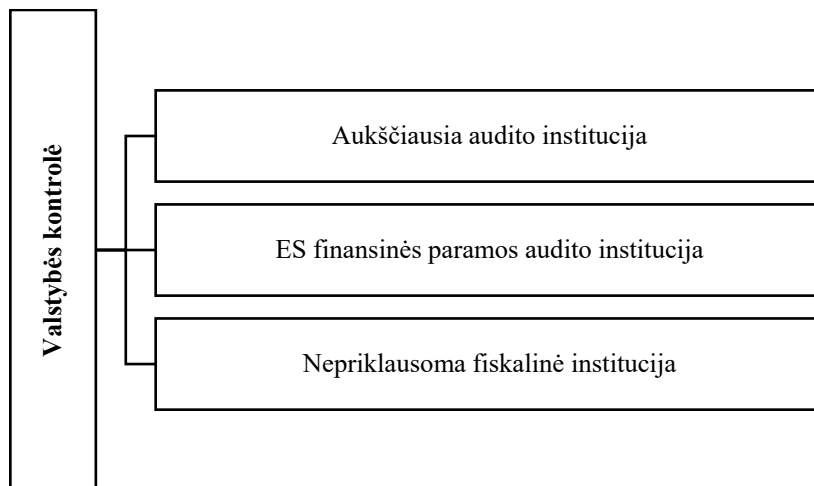 Valstybės kontrolė
Aukščiausia audito institucija
ES finansinės paramos audito institucija
Nepriklausoma fiskalinė institucija